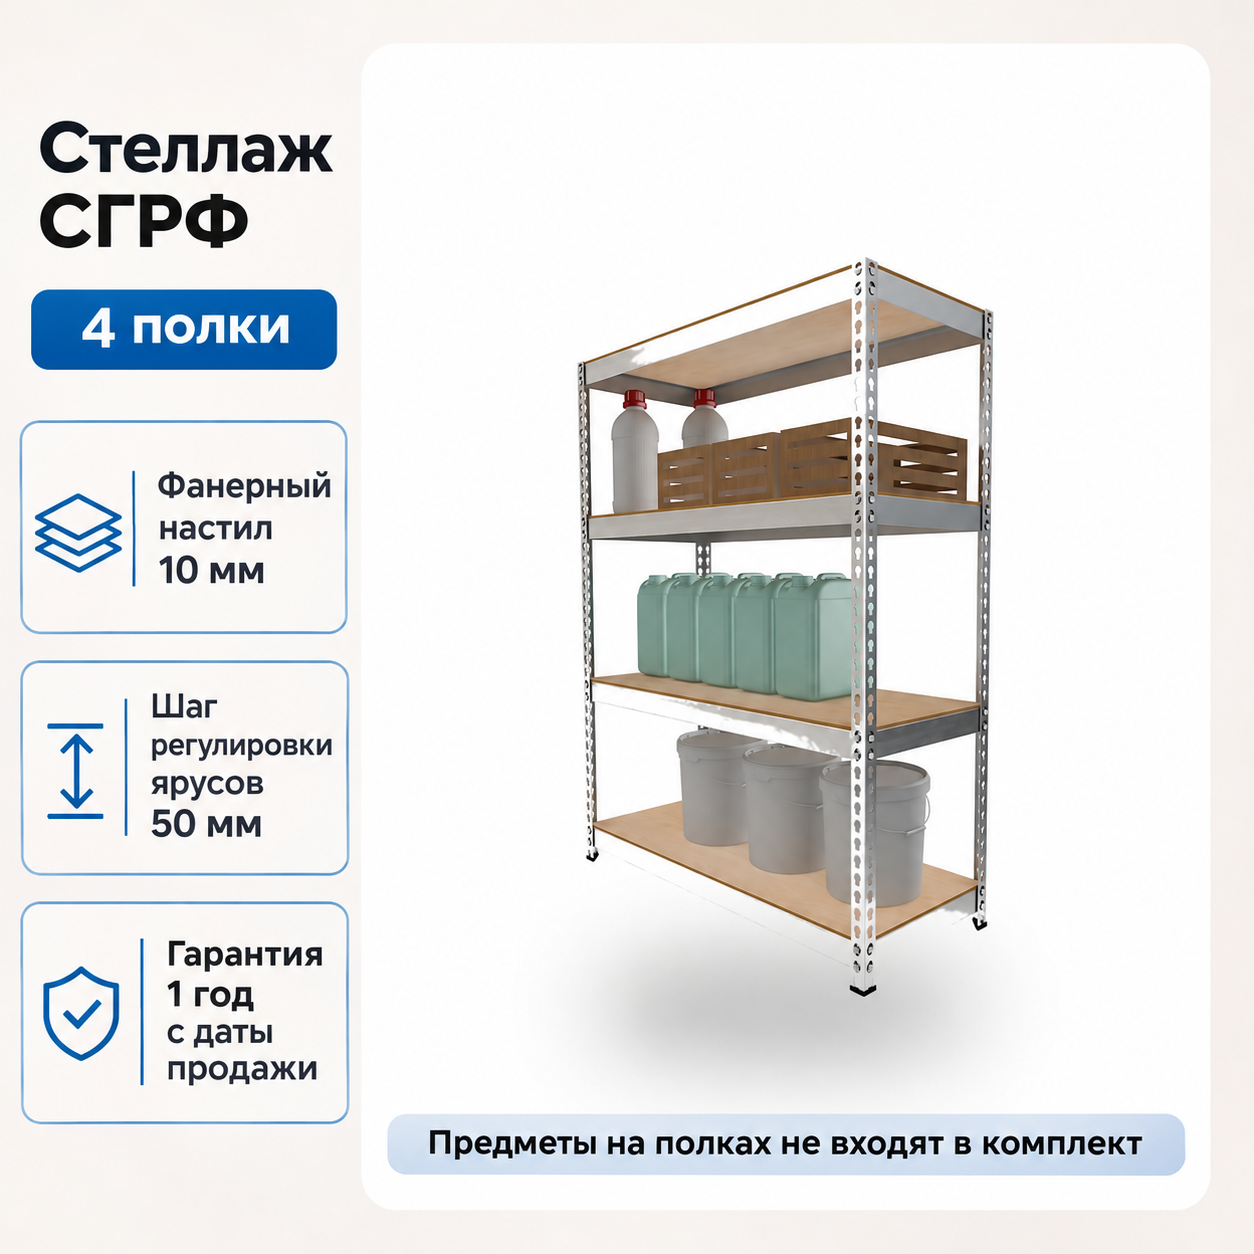 Стеллаж
СГРФ
4 полки
Фанерный
настил
10 мм
Шаг
регулировки
ярусов
50 мм
Гарантия
1 год
с даты
продажи
Предметы на полках не входят в комплект